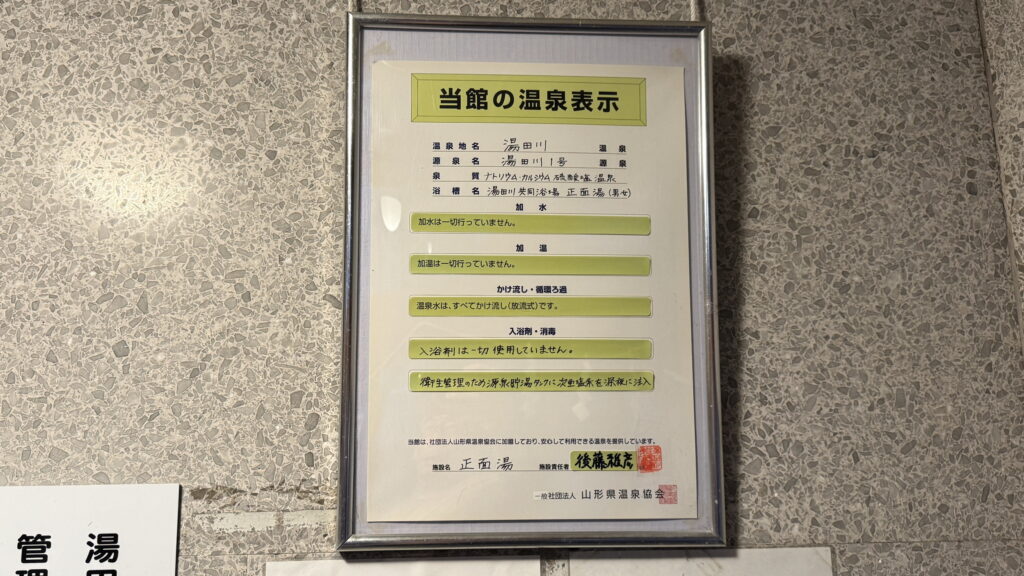 当館の温泉表示
温泉地名 湯田川 温泉
源泉名 湯田川1号 源泉
泉質 ナトリウム・カルシウム硫酸塩温泉
浴槽名 湯田川共同浴場 正面湯(男女)
加水
加水は一切行っていません。
加温
加温は一切行っていません。
かけ流し・循環ろ過
温泉水は、すべてかけ流し(放流式)です。
入浴剤・消毒
入浴剤は一切使用していません。
衛生管理のため源泉貯湯タンクに次亜塩素を深夜に注入
当館は、社団法人山形県温泉協会に加盟しており、安心して利用できる温泉を提供しています。
施設名 正面湯 施設責任者 後藤雅彦
一般社団法人 山形県温泉協会
湯田
管理